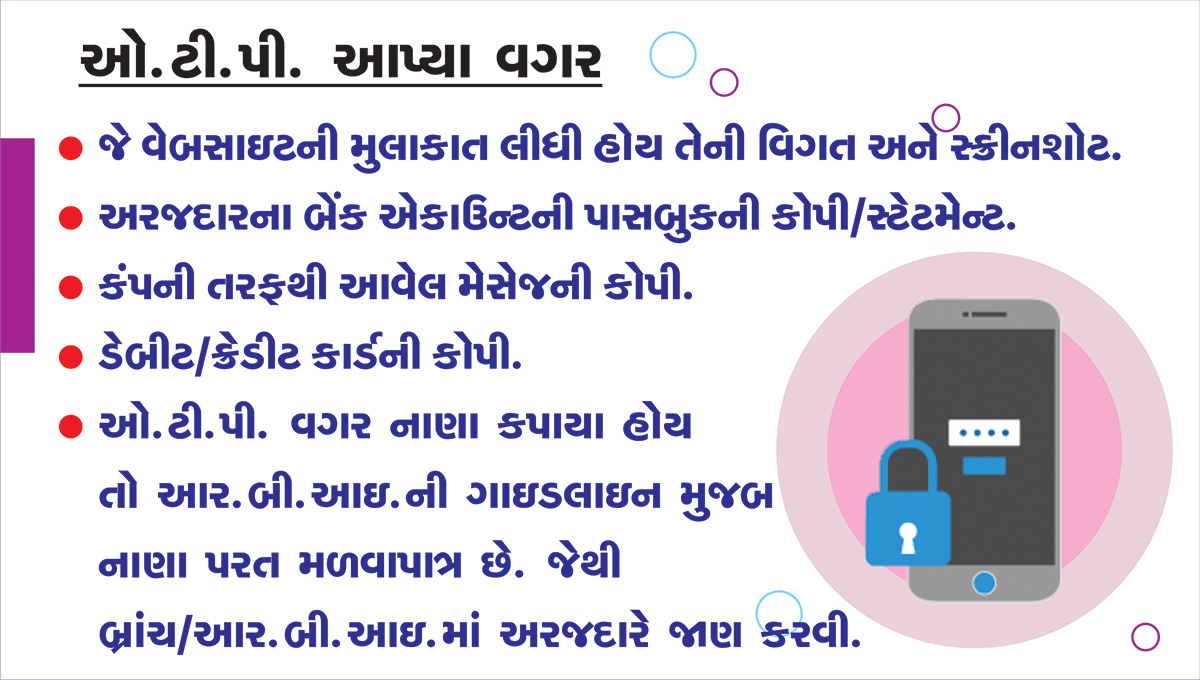 ઓ.ટી.પી. આપ્યા વગર
જે વેબસાઇટની મુલાકાત લીધી હોય તેની વિગત અને સ્ક્રીનશોટ.
અરજદારના બેંક એકાઉન્ટની પાસબુકની કોપી/સ્ટેટમેન્ટ.
કંપની તરફથી આવેલ મેસેજની કોપી.
ડેબીટ/ક્રેડીટ કાર્ડની કોપી.
ઓ.ટી.પી. વગર નાણા કપાયા હોય
તો આર.બી.આઇ.ની ગાઇડલાઇન મુજબ
નાણા પરત મળવાપાત્ર છે. જેથી
બ્રાંચ/આર.બી.આઇ.માં અરજદારે જાણ કરવી.